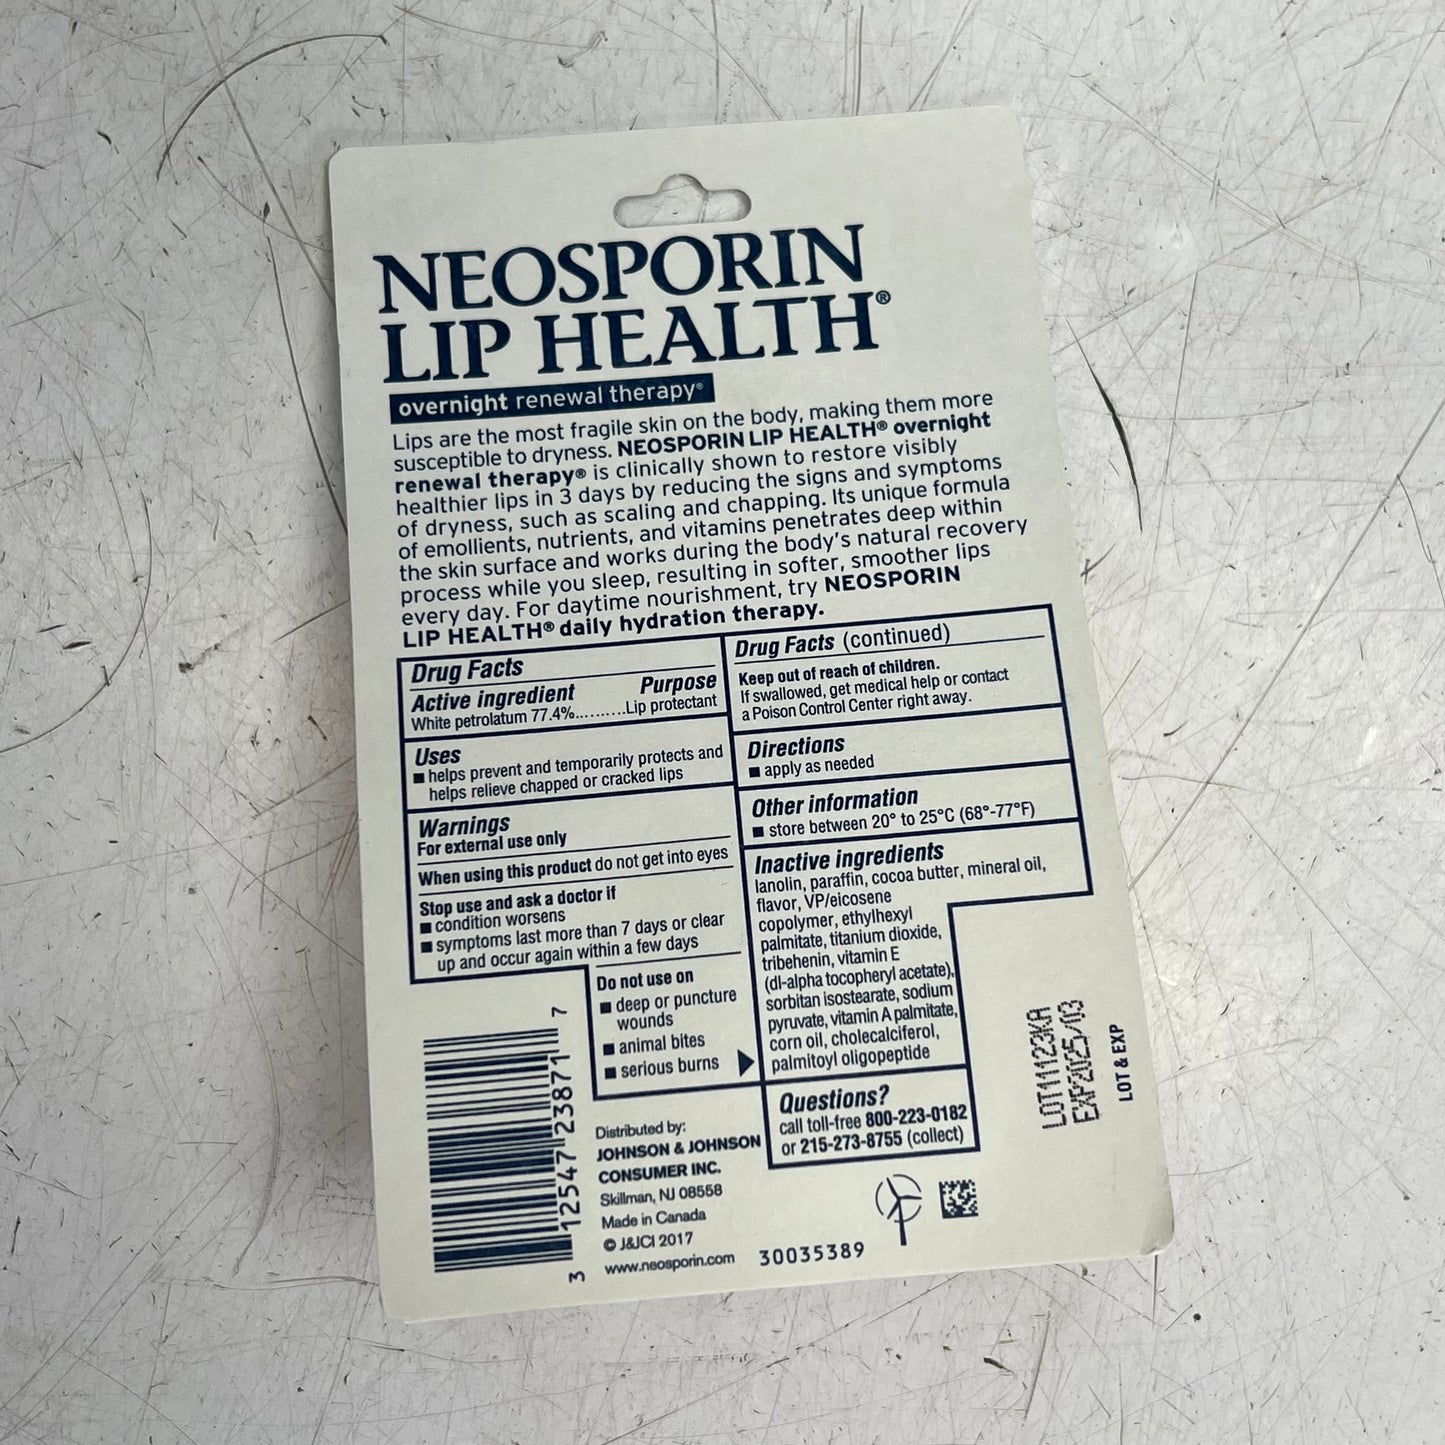 NEOSPORIN
LIP HEALTH®
overnight renewal therapy®
Lips are the most fragile skin on the body, making them more
susceptible to dryness. NEOSPORIN LIP HEALTH® overnight
renewal therapy® is clinically shown to restore visibly
healthier lips in 3 days by reducing the signs and symptoms
of dryness, such as scaling and chapping. Its unique formula
of emollients, nutrients, and vitamins penetrates deep within
the skin surface and works during the body's natural recovery
process while you sleep, resulting in softer, smoother lips
every day. For daytime nourishment, try NEOSPORIN
LIP HEALTH® daily hydration therapy.
Drug Facts
Active ingredient Purpose
White petrolatum 77.4%..........Lip protectant
Uses
■ helps prevent and temporarily protects and
helps relieve chapped or cracked lips
Warnings
For external use only
When using this product do not get into eyes
Stop use and ask a doctor if
■ condition worsens
■ symptoms last more than 7 days or clear
up and occur again within a few days
Do not use on
■ deep or puncture
wounds
■ animal bites
■ serious burns
Drug Facts (continued)
Keep out of reach of children.
If swallowed, get medical help or contact
a Poison Control Center right away.
Directions
■ apply as needed
Other information
■ store between 20° to 25°C (68°-77°F)
Inactive ingredients
lanolin, paraffin, cocoa butter, mineral oil,
flavor, VP/eicosene
copolymer, ethylhexyl
palmitate, titanium dioxide,
tribehenin, vitamin E
(dl-alpha tocopheryl acetate),
sorbitan isostearate, sodium
pyruvate, vitamin A palmitate,
corn oil, cholecalciferol,
palmitoyl oligopeptide
Questions?
call toll-free 800-223-0182
or 215-273-8755 (collect)
3 12547 23871 7
Distributed by:
JOHNSON & JOHNSON
CONSUMER INC.
Skillman, NJ 08558
Made in Canada
© J&JCI 2017
www.neosporin.com
30035389
LOT11123KA
EXP2025/03
LOT & EXP